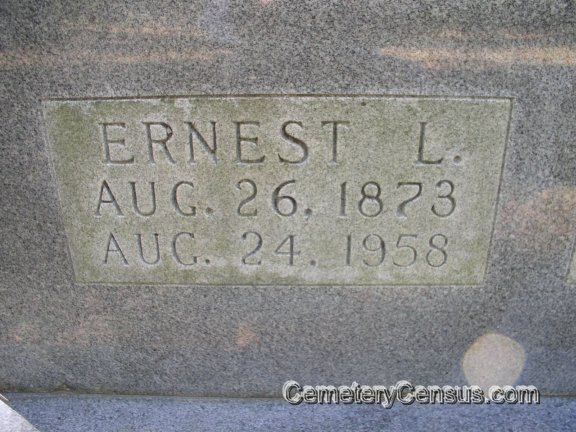 ERNEST L.
AUG. 26, 1873
AUG. 24, 1958
CemeteryCensus.com